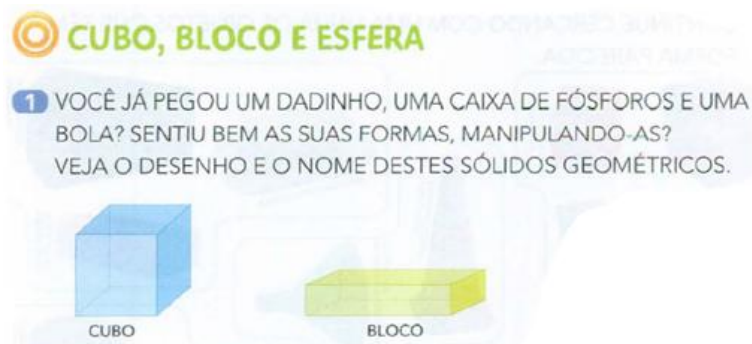 CUBO, BLOCO E ESFERA
1 VOCÊ JÁ PEGOU UM DADINHO, UMA CAIXA DE FÓSFOROS E UMA
BOLA? SENTIU BEM AS SUAS FORMAS, MANIPULANDO-AS?
VEJA O DESENHO E O NOME DESTES SÓLIDOS GEOMÉTRICOS.
CUBO
BLOCO